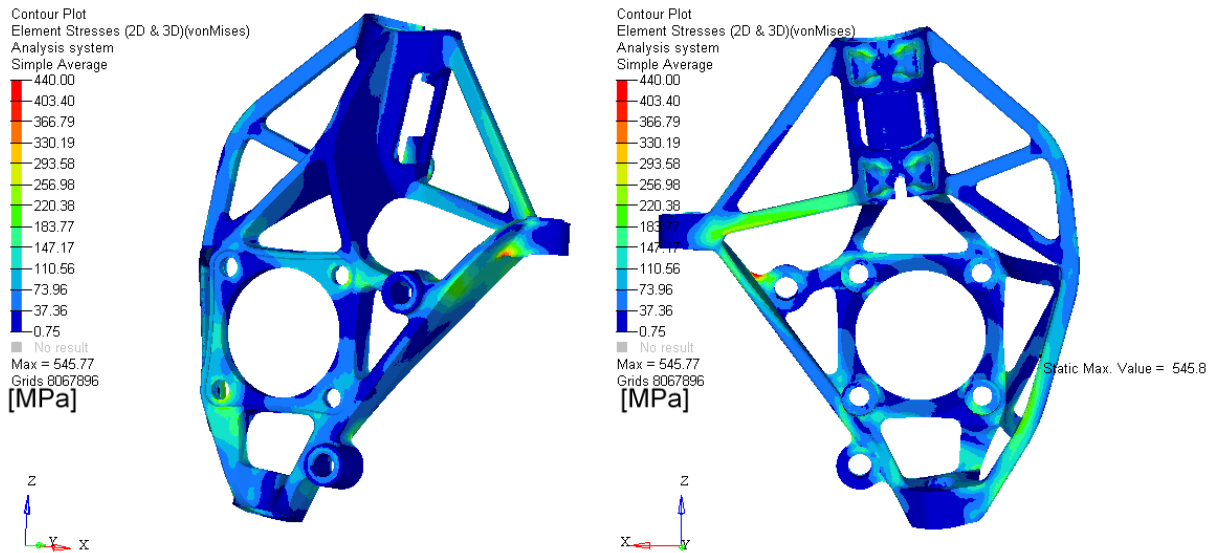 Contour Plot
Element Stresses (2D & 3D)(vonMises)
Analysis system
Simple Average
440.00
403.40
366.79
330.19
293.58
256.98
220.38
183.77
147.17
110.56
73.96
37.36
0.75
No result
Max = 545.77
Grids 8067896
[MPa]
Z
Y
X
Contour Plot
Element Stresses (2D & 3D)(vonMises)
Analysis system
Simple Average
440.00
403.40
366.79
330.19
293.58
256.98
220.38
183.77
147.17
110.56
73.96
37.36
0.75
No result
Max = 545.77
Grids 8067896
[MPa]
Static Max. Value = 545.8
Z
X
Y